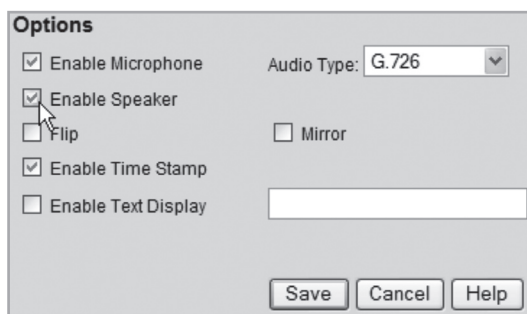 Options
Enable Microphone Audio Type: G.726
Enable Speaker
Flip Mirror
Enable Time Stamp
Enable Text Display
Save Cancel Help